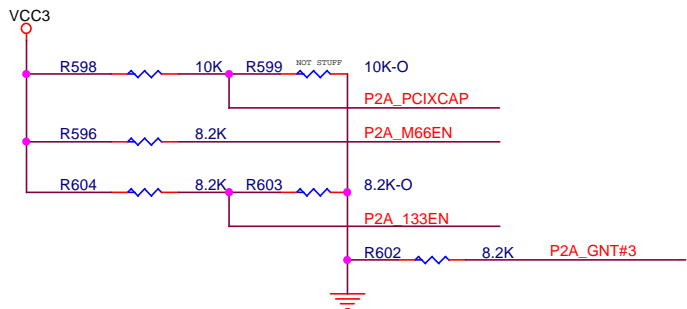 VCC3
R598 10K R599 NOT STUFF 10K-O
P2A_PCIXCAP
R596 8.2K P2A_M66EN
R604 8.2K R603 8.2K-O
P2A_133EN
R602 8.2K P2A_GNT#3